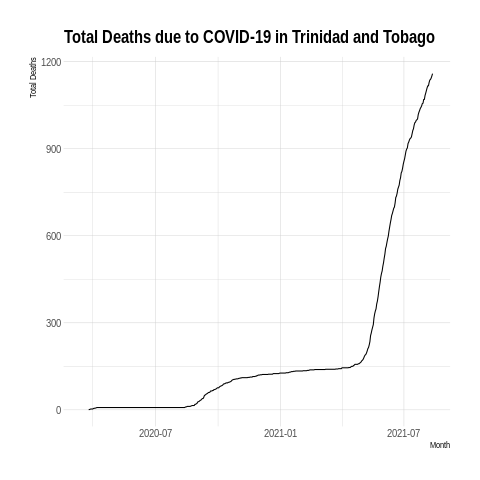 Total Deaths due to COVID-19 in Trinidad and Tobago
Total Deaths
1200
900
600
300
0
2020-07
2021-01
2021-07
Month